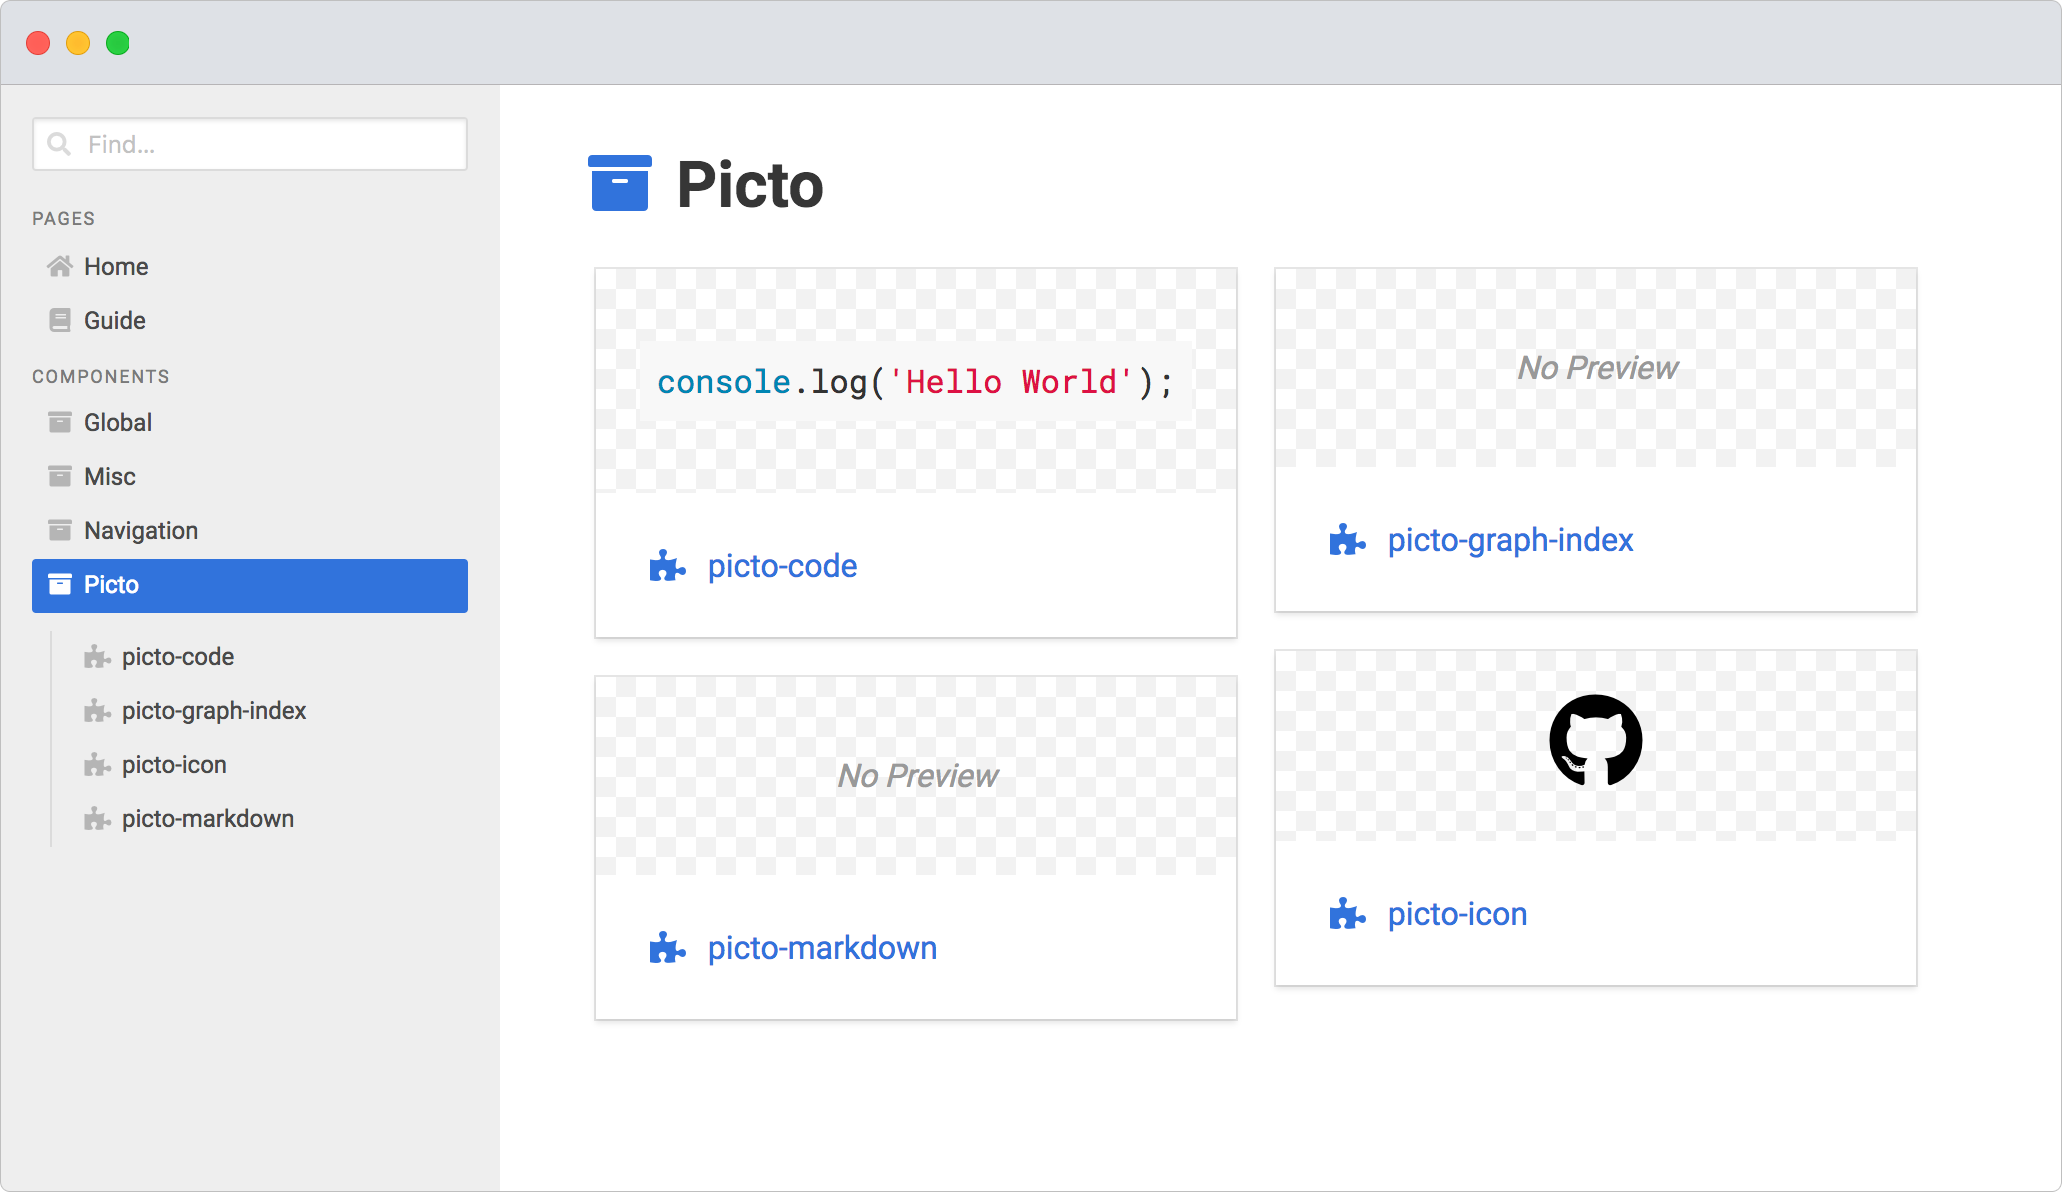 Find...
PAGES
Home
Guide
COMPONENTS
Global
Misc
Navigation
Picto
picto-code
picto-graph-index
picto-icon
picto-markdown
Picto
console.log('Hello World');
picto-code
No Preview
picto-graph-index
No Preview
picto-markdown
picto-icon